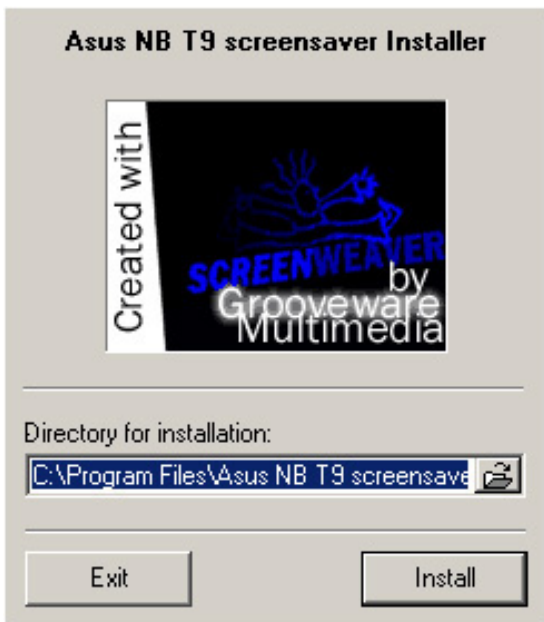 Asus NB T9 screensaver Installer
Created with
SCREENWEAVER
by
Grooveware
Multimedia
Directory for installation:
C:\Program Files\Asus NB T9 screensave
Exit
Install